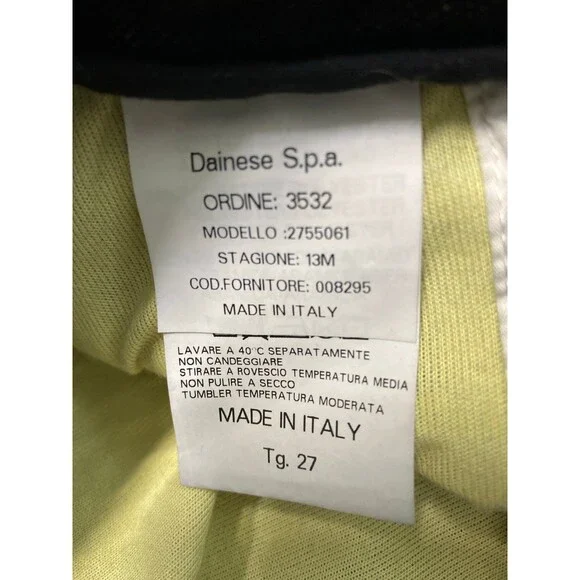 Dainese S.p.a.
ORDINE: 3532
MODELLO :2755061
STAGIONE: 13M
COD.FORNITORE: 008295
MADE IN ITALY
LAVARE A 40°C SEPARATAMENTE
NON CANDEGGIARE
STIRARE A ROVESCIO TEMPERATURA MEDIA
NON PULIRE A SECCO
TUMBLER TEMPERATURA MODERATA
MADE IN ITALY
Tg. 27